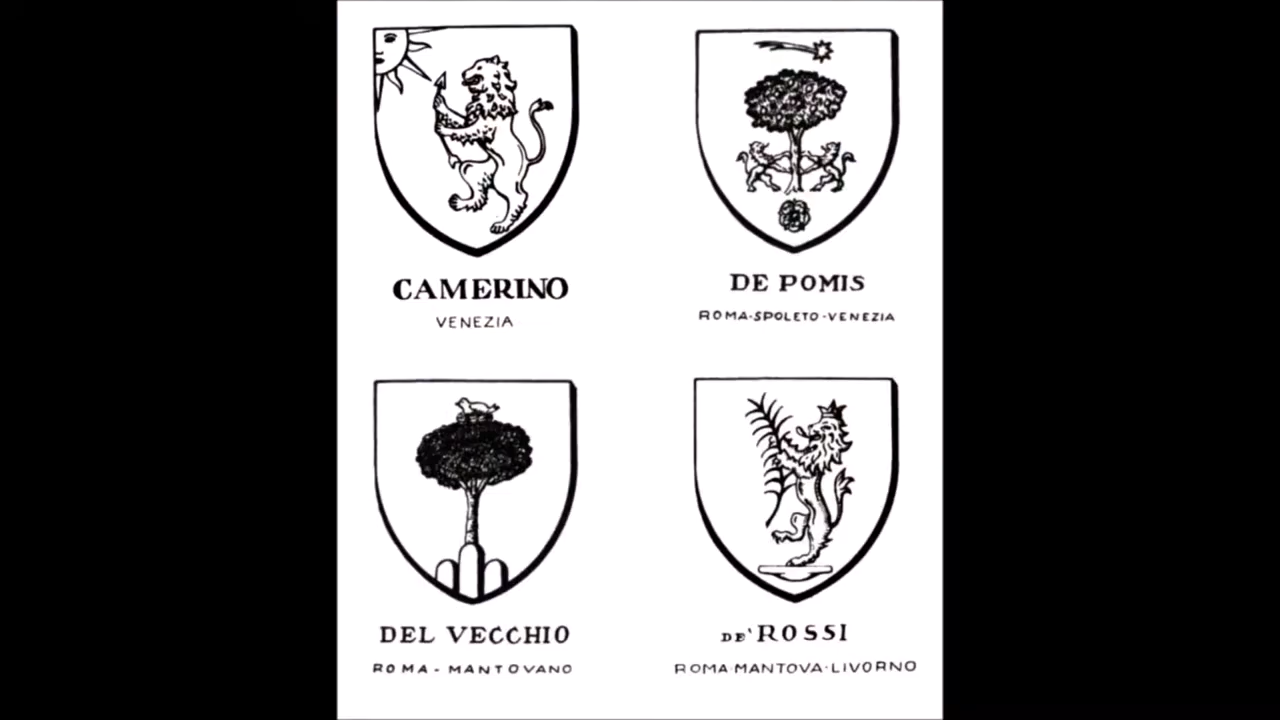 CAMERINO
VENEZIA
DE POMIS
ROMA-SPOLETO-VENEZIA
DEL VECCHIO
ROMA - MANTOVANO
DE' ROSSI
ROMA·MANTOVA·LIVORNO